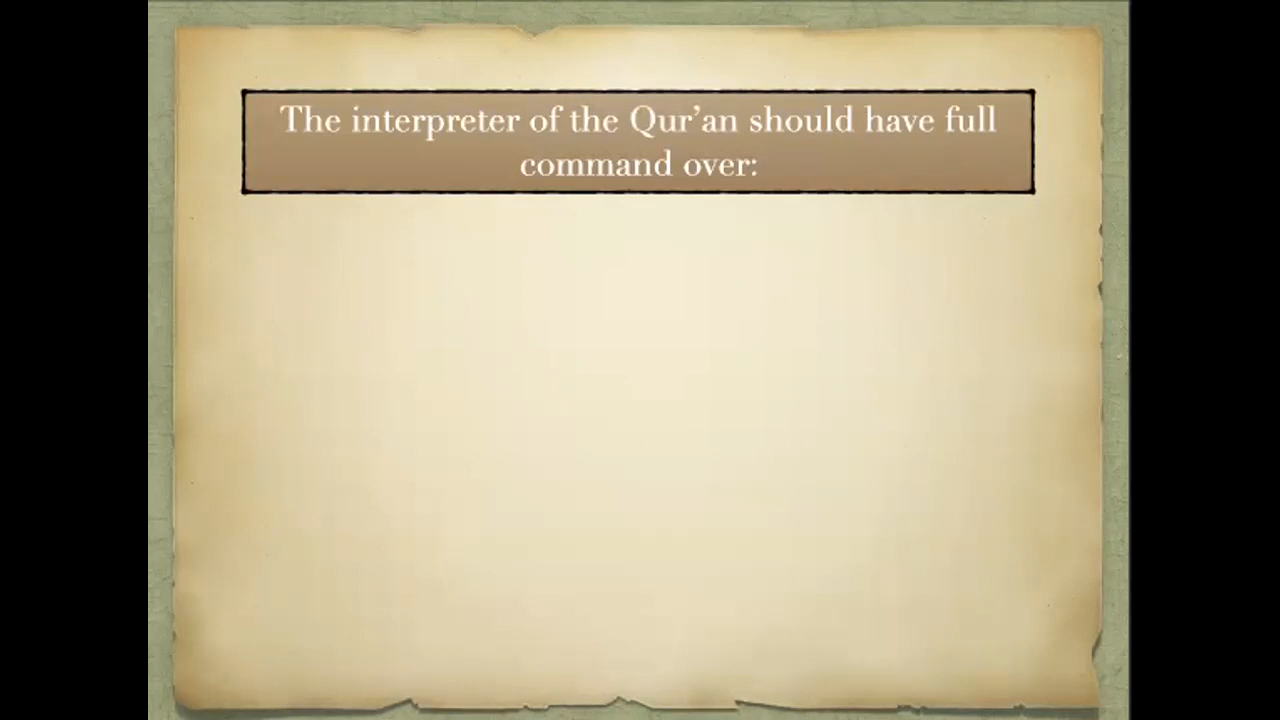 The interpreter of the Qur’an should have full
command over: